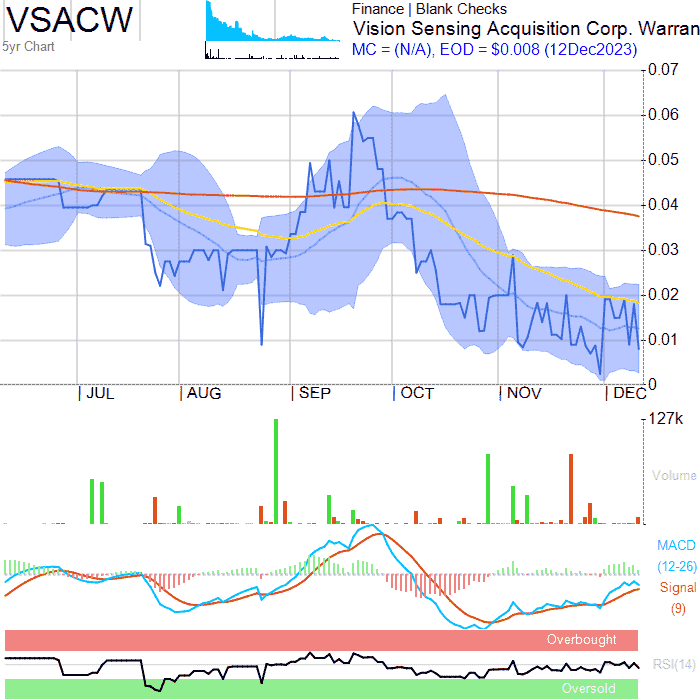 VSACW
5yr Chart
Finance | Blank Checks
Vision Sensing Acquisition Corp. Warran
MC = (N/A), EOD = $0.008 (12Dec2023)
0.07
0.06
0.05
0.04
0.03
0.02
0.01
0
JUL AUG SEP OCT NOV DEC
127k
Volume
MACD
(12-26)
Signal
(9)
Overbought
RSI(14)
Oversold